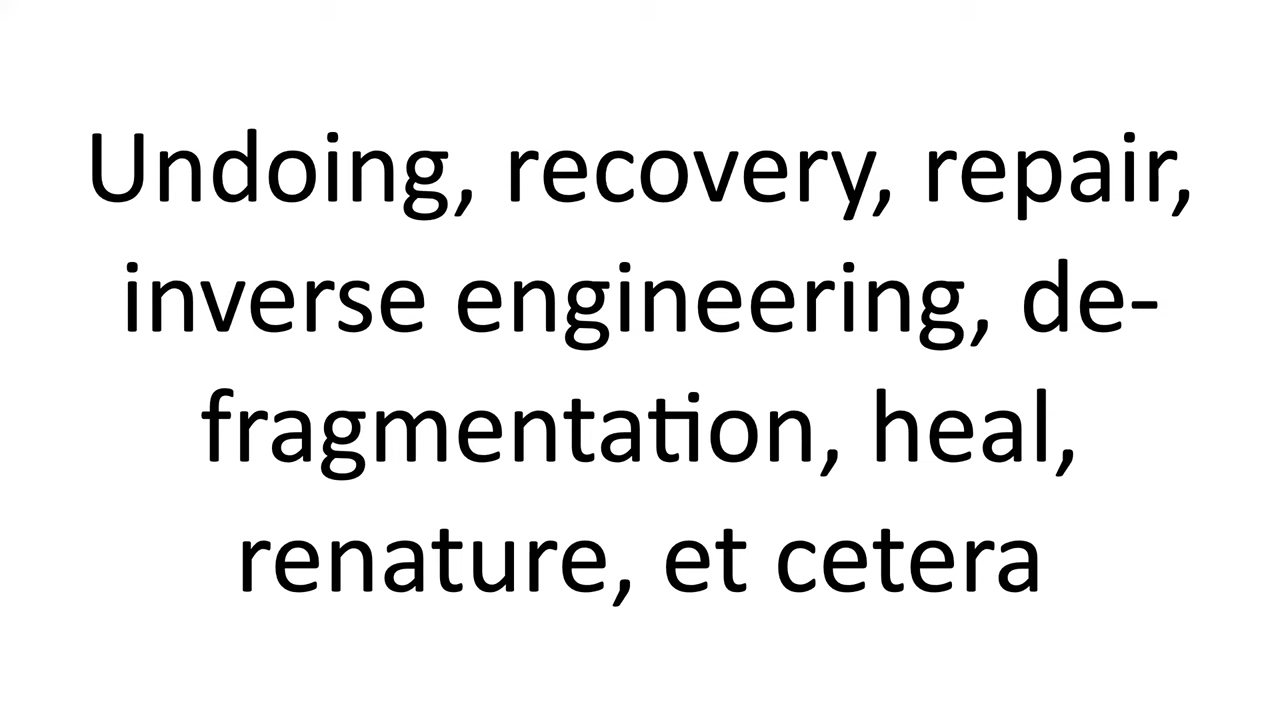 Undoing, recovery, repair,
inverse engineering, de-
fragmentation, heal,
renature, et cetera